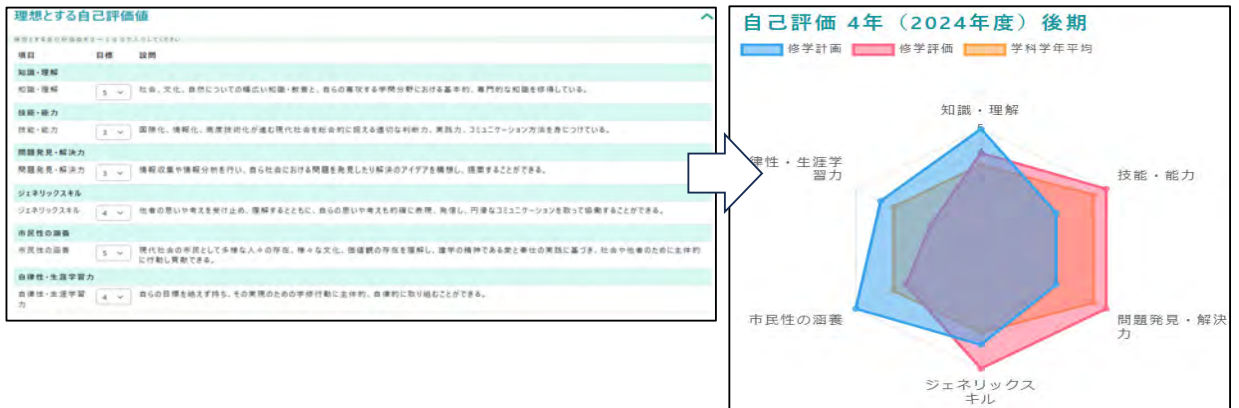 理想とする自己評価値
項目 目標 設問
知識・理解
知識・理解 5 社会、文化、自然についての幅広い知識・教養と、自らの専攻する学問分野における基本的、専門的な知識を修得している。
技能・能力
技能・能力 3 国際化、情報化、高度技術化が進む現代社会を総合的に捉える適切な判断力、実践力、コミュニケーション方法を身につけている。
問題発見・解決力
問題発見・解決力 3 情報収集や情報分析を行い、自ら社会における問題を発見したり解決のアイデアを構想し、提案することができる。
ジェネリックスキル
ジェネリックスキル 4 他者の思いや考えを受け止め、理解するとともに、自らの思いや考えも的確に表現、発信し、円滑なコミュニケーションを取って協働することができる。
市民性の涵養
市民性の涵養 5 現代社会の市民として多様な人々の存在、様々な文化、価値観の存在を理解し、建学の精神である愛と奉仕の実践に基づき、社会や他者のために主体的
に行動し貢献できる。
自律性・生涯学習力
自律性・生涯学習 4 自らの目標を絶えず持ち、その実現のための学修行動に主体的、自律的に取り組むことができる。
力
自己評価 4年（2024年度）後期
修学計画 修学評価 学科学年平均
知識・理解
5
技能・能力
問題発見・解決
力
ジェネリックス
キル
市民性の涵養
律性・生涯学
習力